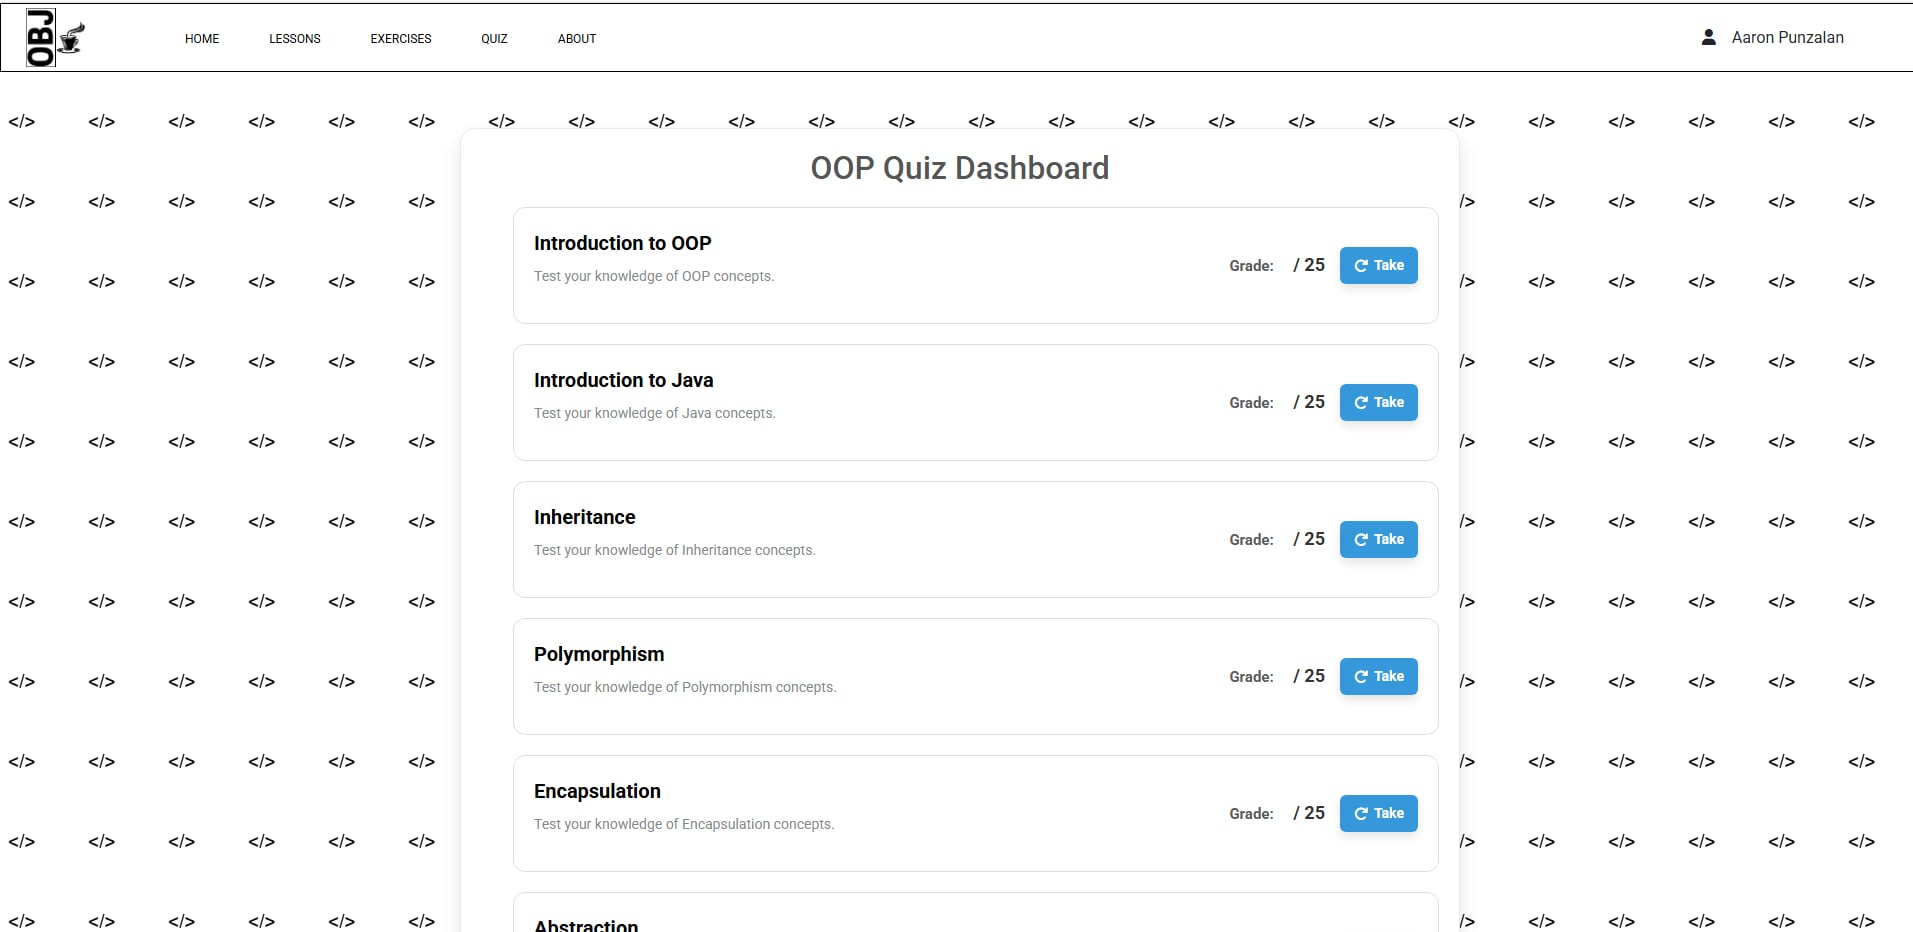 OBJ
HOME LESSONS EXERCISES QUIZ ABOUT Aaron Punzalan
</> </> </> </> </> </> </> </> </> </> </> </> </> </> </> </> </> </> </> </> </> </> </> </>
OOP Quiz Dashboard
</> </> </> </> </> </> /> </> </> </> </> </>
Introduction to OOP
Test your knowledge of OOP concepts.
Grade: / 25 Take
</> </> </> </> </> </> /> </> </> </> </> </>
</> </> </> </> </> </> /> </> </> </> </> </>
Introduction to Java
Test your knowledge of Java concepts.
Grade: / 25 Take
</> </> </> </> </> </> /> </> </> </> </> </>
</> </> </> </> </> </> /> </> </> </> </> </>
Inheritance
Test your knowledge of Inheritance concepts.
Grade: / 25 Take
</> </> </> </> </> </> /> </> </> </> </> </>
Polymorphism
Test your knowledge of Polymorphism concepts.
Grade: / 25 Take
</> </> </> </> </> </> /> </> </> </> </> </>
</> </> </> </> </> </> /> </> </> </> </> </>
Encapsulation
Test your knowledge of Encapsulation concepts.
Grade: / 25 Take
</> </> </> </> </> </> /> </> </> </> </> </>
</> </> </> </> </> </> /> </> </> </> </> </>
Abstraction